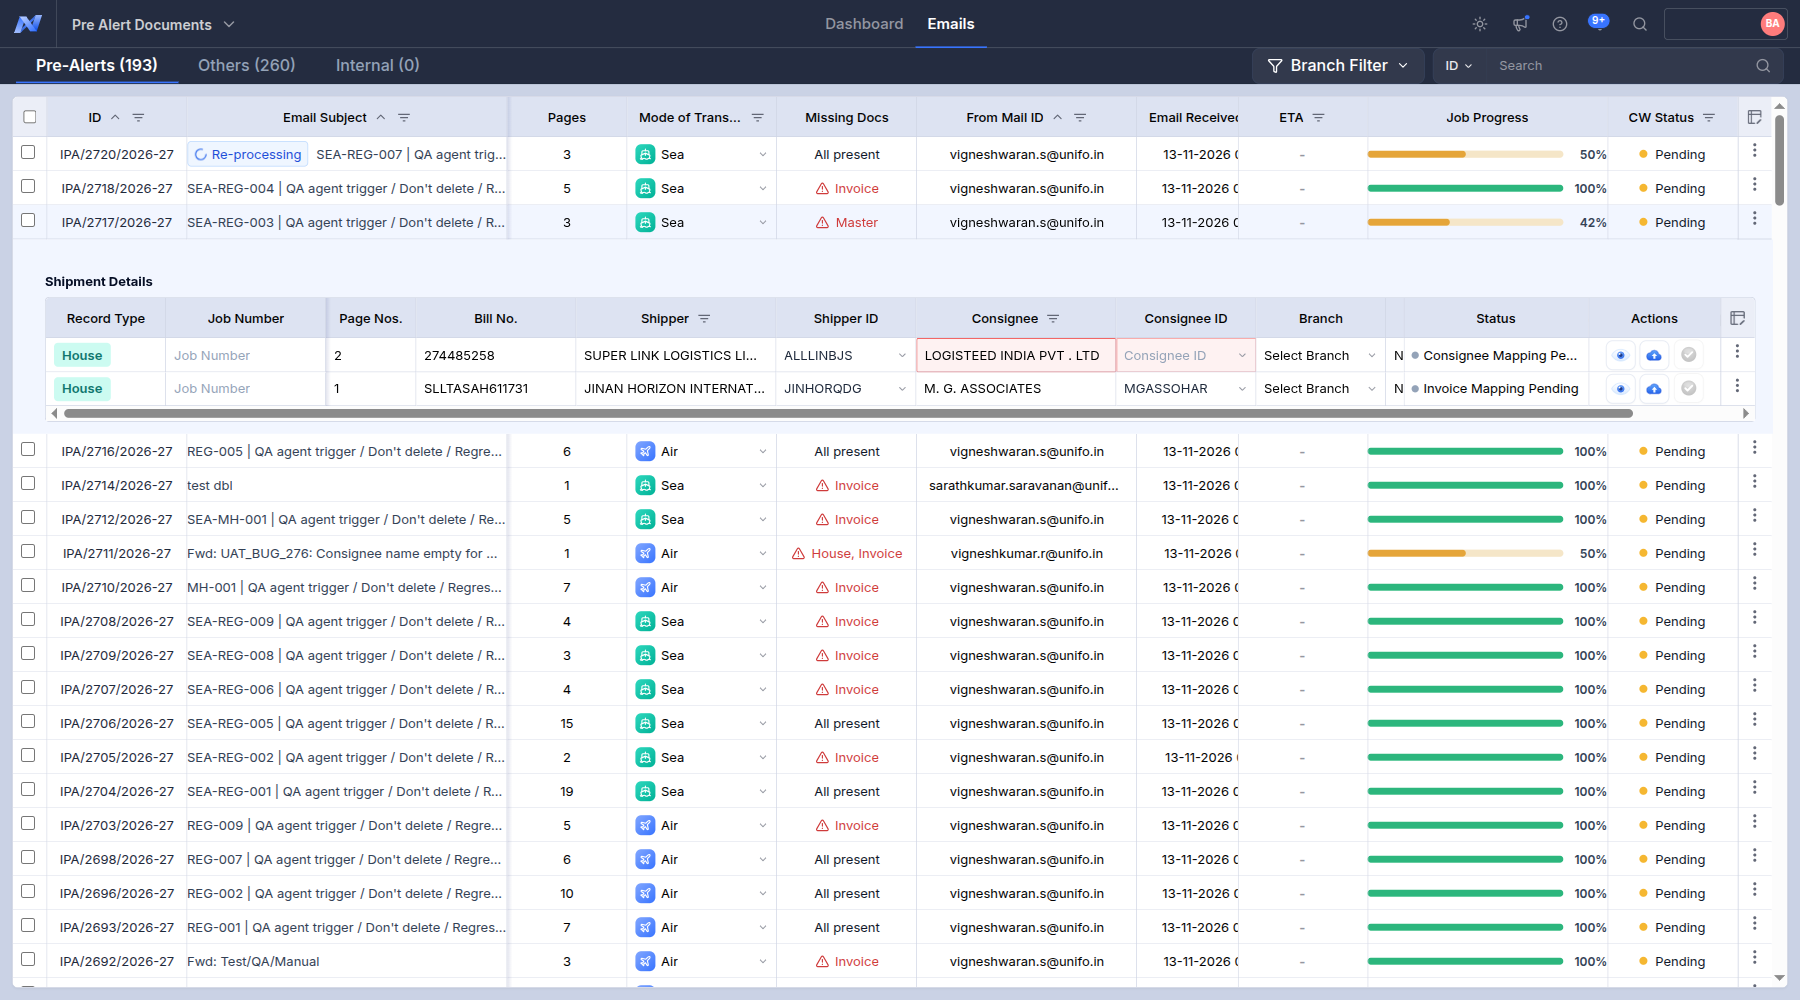 Pre Alert Documents Dashboard Emails 9+ BA
Pre-Alerts (193) Others (260) Internal (0) Branch Filter ID Search
ID Email Subject Pages Mode of Trans... Missing Docs From Mail ID Email Received ETA Job Progress CW Status
IPA/2720/2026-27 Re-processing SEA-REG-007 | QA agent trig... 3 Sea All present vigneshwaran.s@unifo.in 13-11-2026 - 50% Pending
IPA/2718/2026-27 SEA-REG-004 | QA agent trigger / Don't delete / R... 5 Sea Invoice vigneshwaran.s@unifo.in 13-11-2026 - 100% Pending
IPA/2717/2026-27 SEA-REG-003 | QA agent trigger / Don't delete / R... 3 Sea Master vigneshwaran.s@unifo.in 13-11-2026 - 42% Pending
Shipment Details
Record Type Job Number Page Nos. Bill No. Shipper Shipper ID Consignee Consignee ID Branch Status Actions
House Job Number 2 274485258 SUPER LINK LOGISTICS LI... ALLLINBJS LOGISTEED INDIA PVT . LTD Consignee ID Select Branch N Consignee Mapping Pe...
House Job Number 1 SLLTASAH611731 JINAN HORIZON INTERNAT... JINHORQDG M. G. ASSOCIATES MGASSOHAR Select Branch N Invoice Mapping Pending
IPA/2716/2026-27 REG-005 | QA agent trigger / Don't delete / Regre... 6 Air All present vigneshwaran.s@unifo.in 13-11-2026 - 100% Pending
IPA/2714/2026-27 test dbl 1 Sea Invoice sarathkumar.saravanan@unif... 13-11-2026 - 100% Pending
IPA/2712/2026-27 SEA-MH-001 | QA agent trigger / Don't delete / Re... 5 Sea Invoice vigneshwaran.s@unifo.in 13-11-2026 - 100% Pending
IPA/2711/2026-27 Fwd: UAT_BUG_276: Consignee name empty for ... 1 Air House, Invoice vigneshkumar.r@unifo.in 13-11-2026 - 50% Pending
IPA/2710/2026-27 MH-001 | QA agent trigger / Don't delete / Regres... 7 Air Invoice vigneshwaran.s@unifo.in 13-11-2026 - 100% Pending
IPA/2708/2026-27 SEA-REG-009 | QA agent trigger / Don't delete / R... 4 Sea Invoice vigneshwaran.s@unifo.in 13-11-2026 - 100% Pending
IPA/2709/2026-27 SEA-REG-008 | QA agent trigger / Don't delete / R... 3 Sea Invoice vigneshwaran.s@unifo.in 13-11-2026 - 100% Pending
IPA/2707/2026-27 SEA-REG-006 | QA agent trigger / Don't delete / R... 4 Sea Invoice vigneshwaran.s@unifo.in 13-11-2026 - 100% Pending
IPA/2706/2026-27 SEA-REG-005 | QA agent trigger / Don't delete / R... 15 Sea All present vigneshwaran.s@unifo.in 13-11-2026 - 100% Pending
IPA/2705/2026-27 SEA-REG-002 | QA agent trigger / Don't delete / R... 2 Sea Invoice vigneshwaran.s@unifo.in 13-11-2026 - 100% Pending
IPA/2704/2026-27 SEA-REG-001 | QA agent trigger / Don't delete / R... 19 Sea All present vigneshwaran.s@unifo.in 13-11-2026 - 100% Pending
IPA/2703/2026-27 REG-009 | QA agent trigger / Don't delete / Regre... 5 Air Invoice vigneshwaran.s@unifo.in 13-11-2026 - 100% Pending
IPA/2698/2026-27 REG-007 | QA agent trigger / Don't delete / Regre... 6 Air All present vigneshwaran.s@unifo.in 13-11-2026 - 100% Pending
IPA/2696/2026-27 REG-002 | QA agent trigger / Don't delete / Regre... 10 Air All present vigneshwaran.s@unifo.in 13-11-2026 - 100% Pending
IPA/2693/2026-27 REG-001 | QA agent trigger / Don't delete / Regres... 7 Air All present vigneshwaran.s@unifo.in 13-11-2026 - 100% Pending
IPA/2692/2026-27 Fwd: Test/QA/Manual 3 Air Invoice vigneshwaran.s@unifo.in 13-11-2026 - 100% Pending